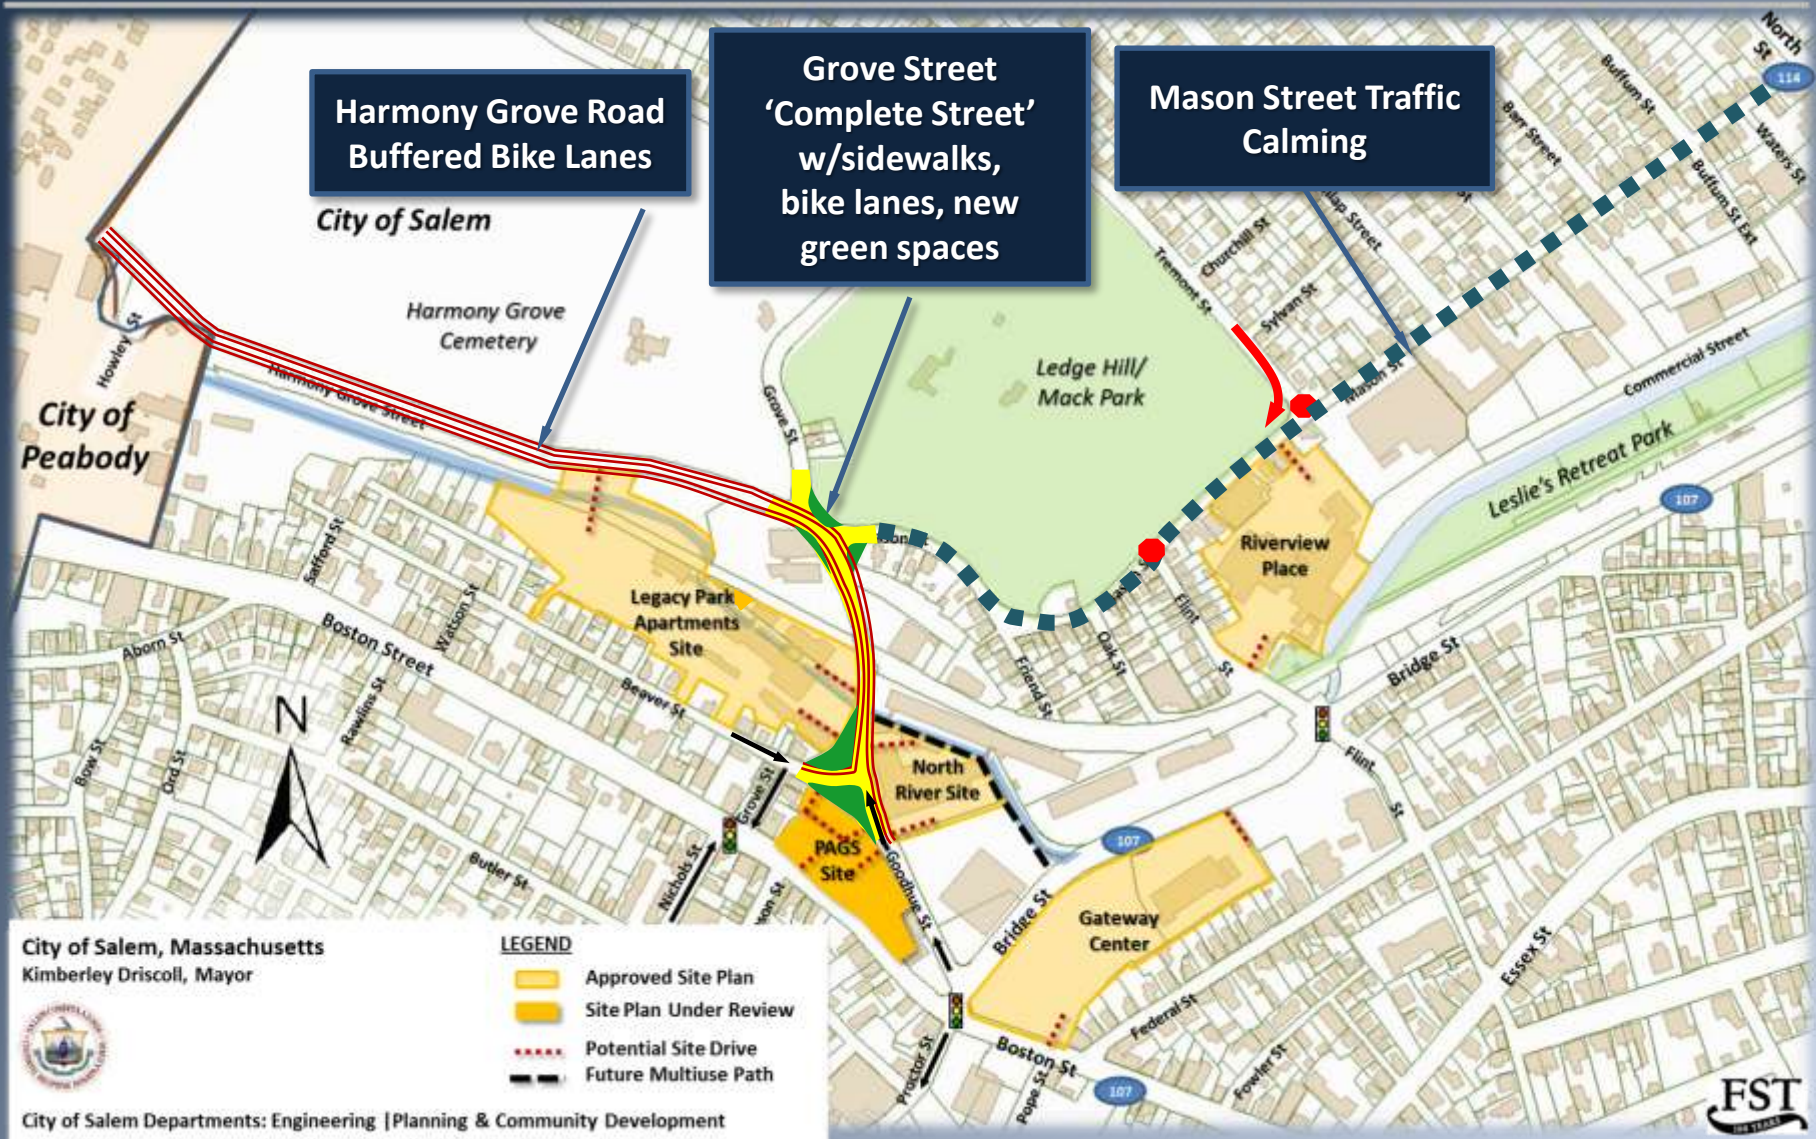 North
St
114
Harmony Grove Road
Buffered Bike Lanes
Grove Street
‘Complete Street’
w/sidewalks,
bike lanes, new
green spaces
Mason Street Traffic
Calming
Buffum St
Barr Street
Waters St
Buffum St Ext
St
Churchill St
Tremont St
Sylvan St
City of Salem
Harmony Grove
Cemetery
Howley St
Harmony Grove Street
Grove St
Ledge Hill/
Mack Park
Mason St
Commercial Street
Leslie's Retreat Park
107
City of
Peabody
Riverview
Place
Safford St
Watson St
Legacy Park
Apartments
Site
Flint
St
Oak St
Friend St
Bridge St
Aborn St
Boston Street
Beaver St
Rawlins St
N
Bow St
Ord St
Grove St
North
River Site
Flint
St
107
PAGS
Site
Nichols St
Butler St
Goodhue St
Bridge St
Gateway
Center
Essex St
Federal St
Boston St
Proctor St
Pope St
Fowler St
107
City of Salem, Massachusetts
Kimberley Driscoll, Mayor
LEGEND
Approved Site Plan
Site Plan Under Review
Potential Site Drive
Future Multiuse Path
City of Salem Departments: Engineering |Planning & Community Development
FST